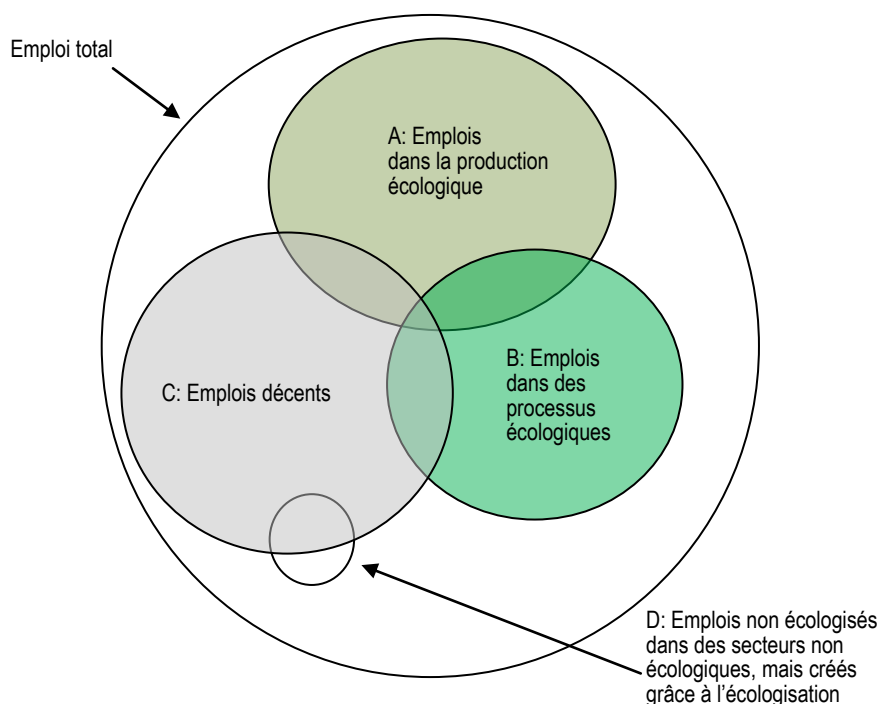 Emploi total
A: Emplois
dans la production
écologique
B: Emplois
dans des
processus
écologiques
C: Emplois décents
D: Emplois non écologisés
dans des secteurs non
écologiques, mais créés
grâce à l’écologisation